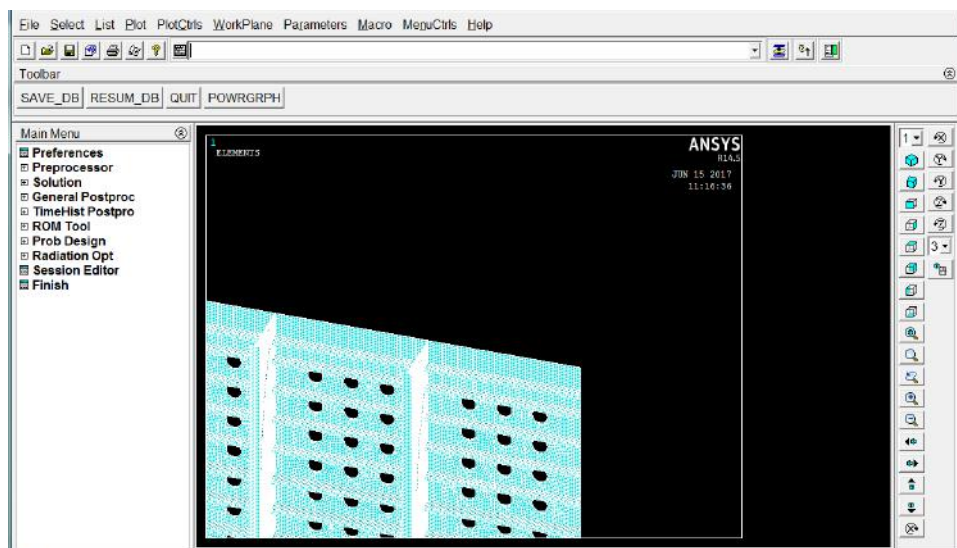 File Select List Plot PlotCtrls WorkPlane Parameters Macro MenuCtrls Help
Toolbar
SAVE_DB RESUM_DB QUIT POWRGRPH
Main Menu
Preferences
Preprocessor
Solution
General Postproc
TimeHist Postpro
ROM Tool
Prob Design
Radiation Opt
Session Editor
Finish
1
ELEMENTS
ANSYS
R14.5
JUN 15 2017
11:16:36
1
3